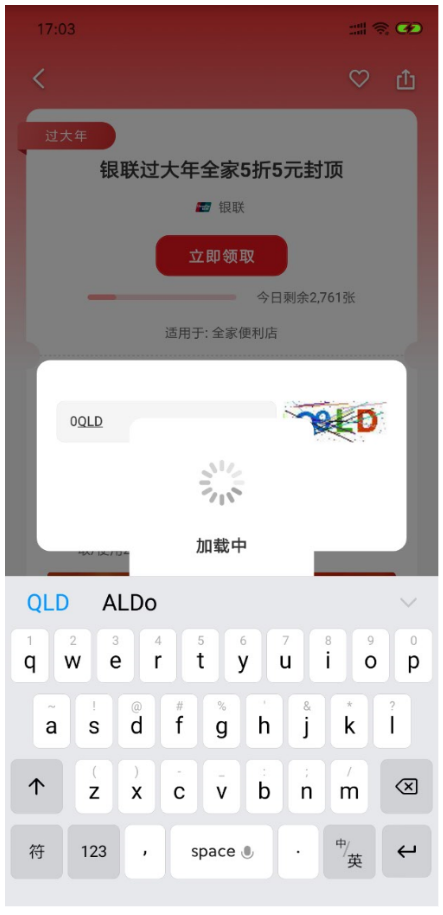 17:03
过大年
银联过大年全家5折5元封顶
银联
立即领取
今日剩余2,761张
适用于: 全家便利店
0QLD
加载中
QLD ALDo
1 2 3 4 5 6 7 8 9 0
q w e r t y u i o p
~ ! @ # % ' & * ?
a s d f g h j k l
( ) - _ : ; /
z x c v b n m
符 123 , space . 中/英